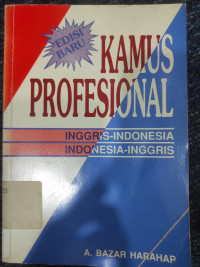 EDISI
BARU
KAMUS
PROFESIONAL
INGGRIS-INDONESIA
INDONESIA-INGGRIS
A. BAZAR HARAHAP